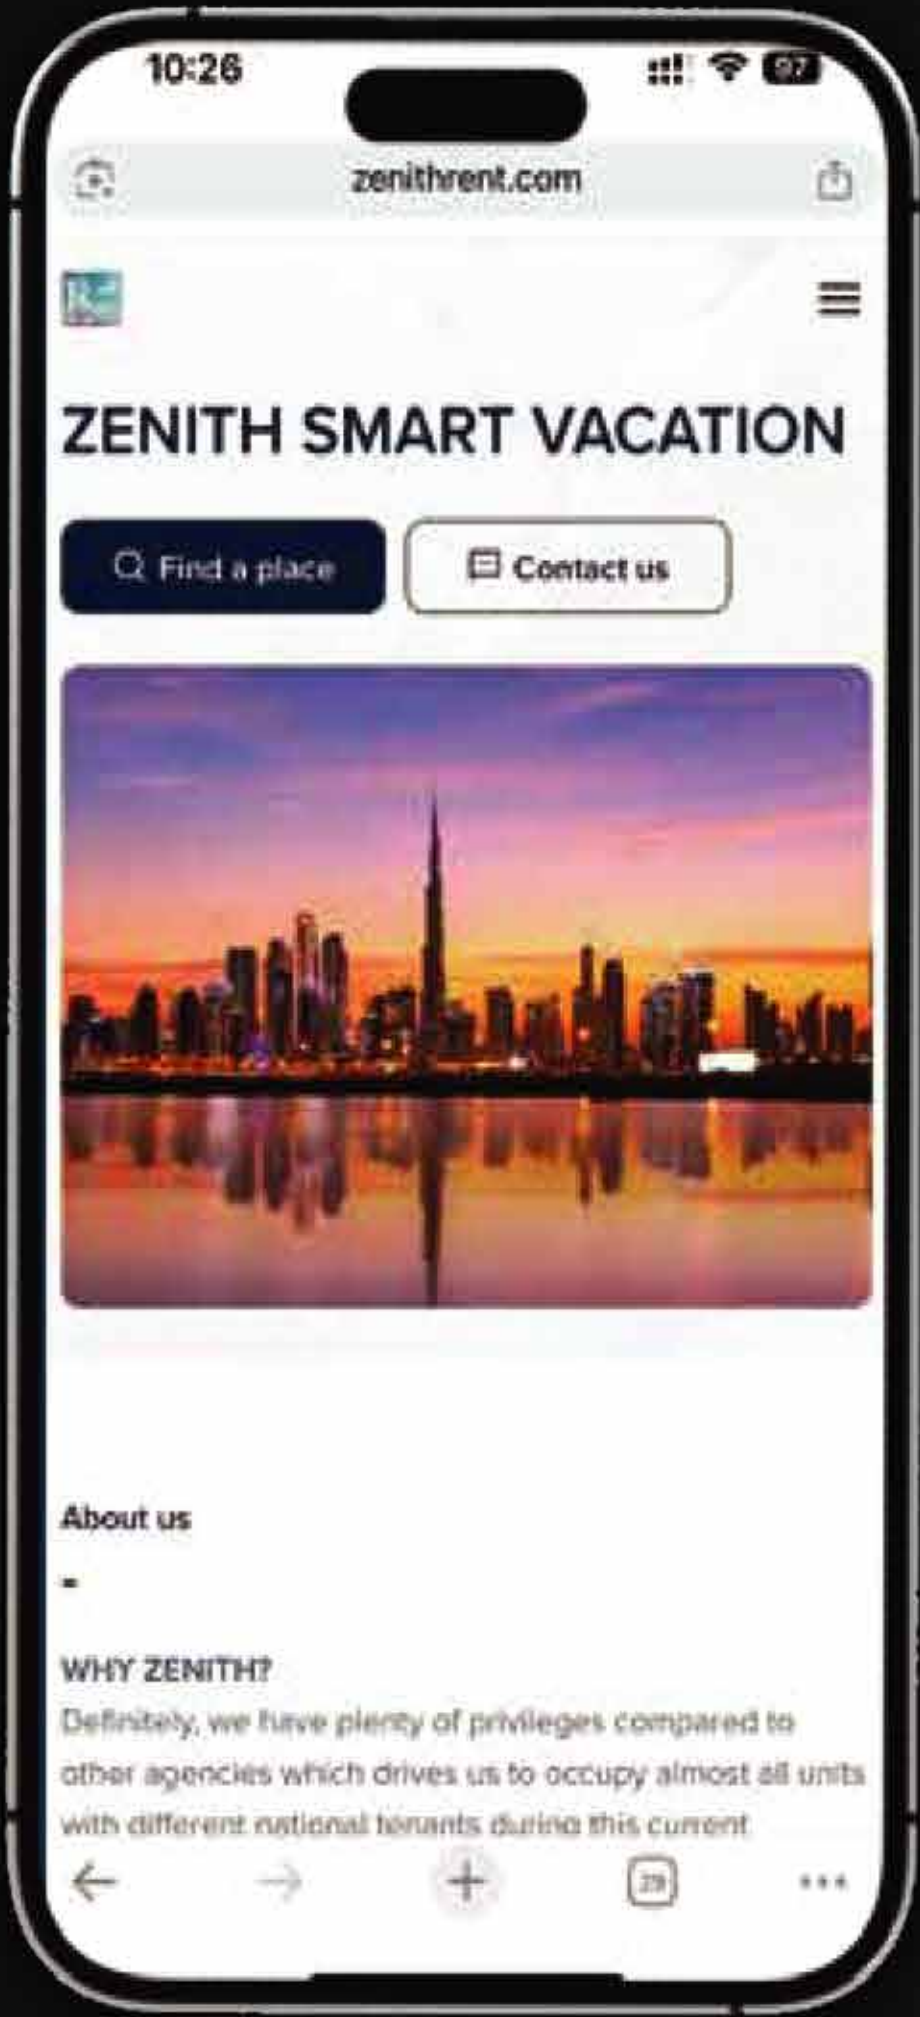 10:26
97
zenithrent.com
ZENITH SMART VACATION
Find a place
Contact us
About us
-
WHY ZENITH?
Definitely, we have plenty of privileges compared to
other agencies which drives us to occupy almost all units
with different national tenants during this current
29